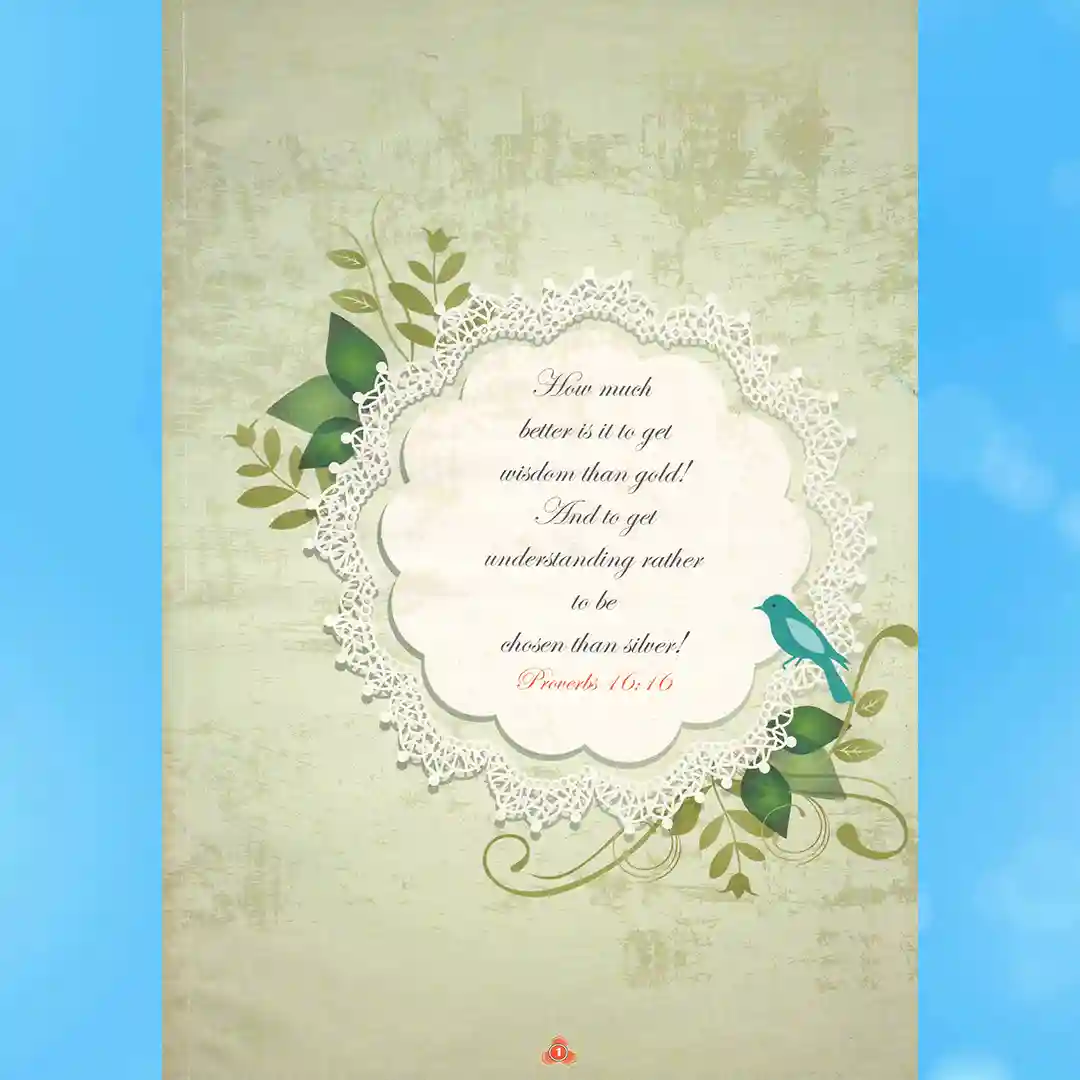 How much
better is it to get
wisdom than gold!
And to get
understanding rather
to be
chosen than silver!
Proverbs 16:16
1